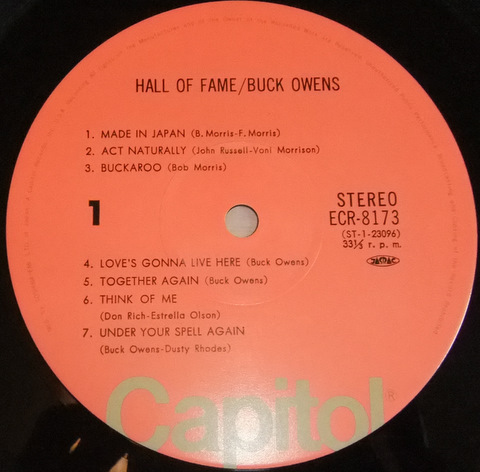 HALL OF FAME/BUCK OWENS
1. MADE IN JAPAN (B. Morris-F. Morris)
2. ACT NATURALLY (John Russell-Voni Morrison)
3. BUCKAROO (Bob Morris)
1
STEREO
ECR-8173
(ST-1-23096)
33⅓ r. p. m.
JASRAC
4. LOVE'S GONNA LIVE HERE (Buck Owens)
5. TOGETHER AGAIN (Buck Owens)
6. THINK OF ME
(Don Rich-Estrella Olson)
7. UNDER YOUR SPELL AGAIN
(Buck Owens-Dusty Rhodes)
Capitol ®